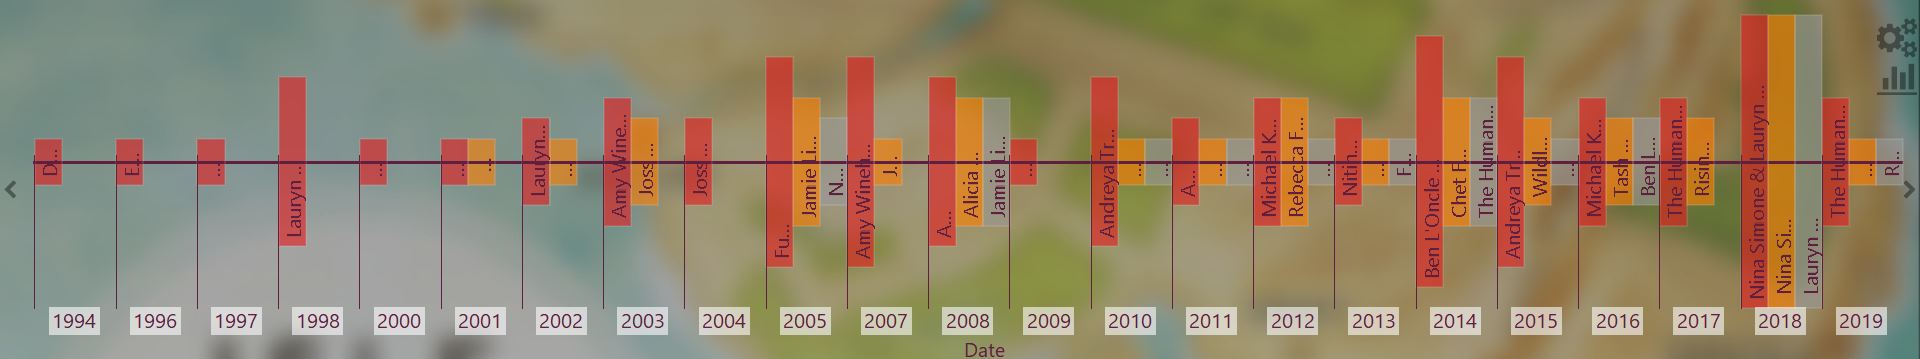 D...
E...
...
Lauryn ...
...
...
...
Lauryn...
...
Amy Wine...
Joss ...
Joss ...
Fu...
Jamie Li...
N...
Amy Wineh...
J...
A...
Alicia ...
Jamie Li...
...
Andreya Tr...
...
...
A...
...
...
Michael K...
Rebecca F...
...
Nitin...
...
F...
Ben L'Oncle ...
Chet F...
The Human...
Andreya Tr...
Wildl...
...
Michael K...
Tash ...
Ben L...
The Human...
Risin...
Nina Simone & Lauryn ...
Nina Si...
Lauryn ...
The Human...
...
R...
1994 1996 1997 1998 2000 2001 2002 2003 2004 2005 2007 2008 2009 2010 2011 2012 2013 2014 2015 2016 2017 2018 2019
Date